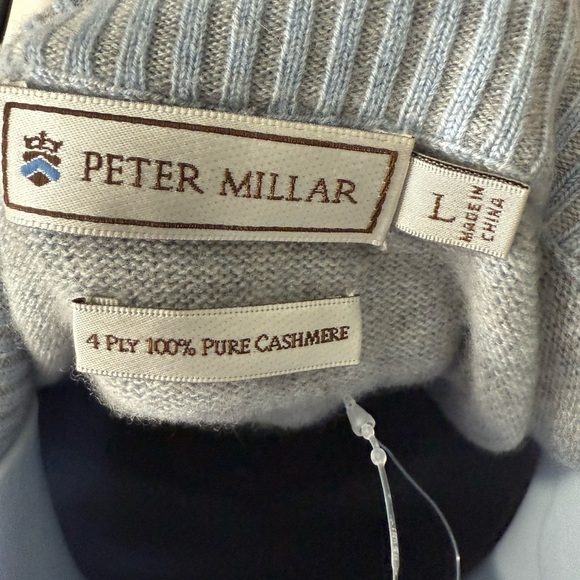 PETER MILLAR
L
MADE IN
CHINA
4 PLY 100% PURE CASHMERE